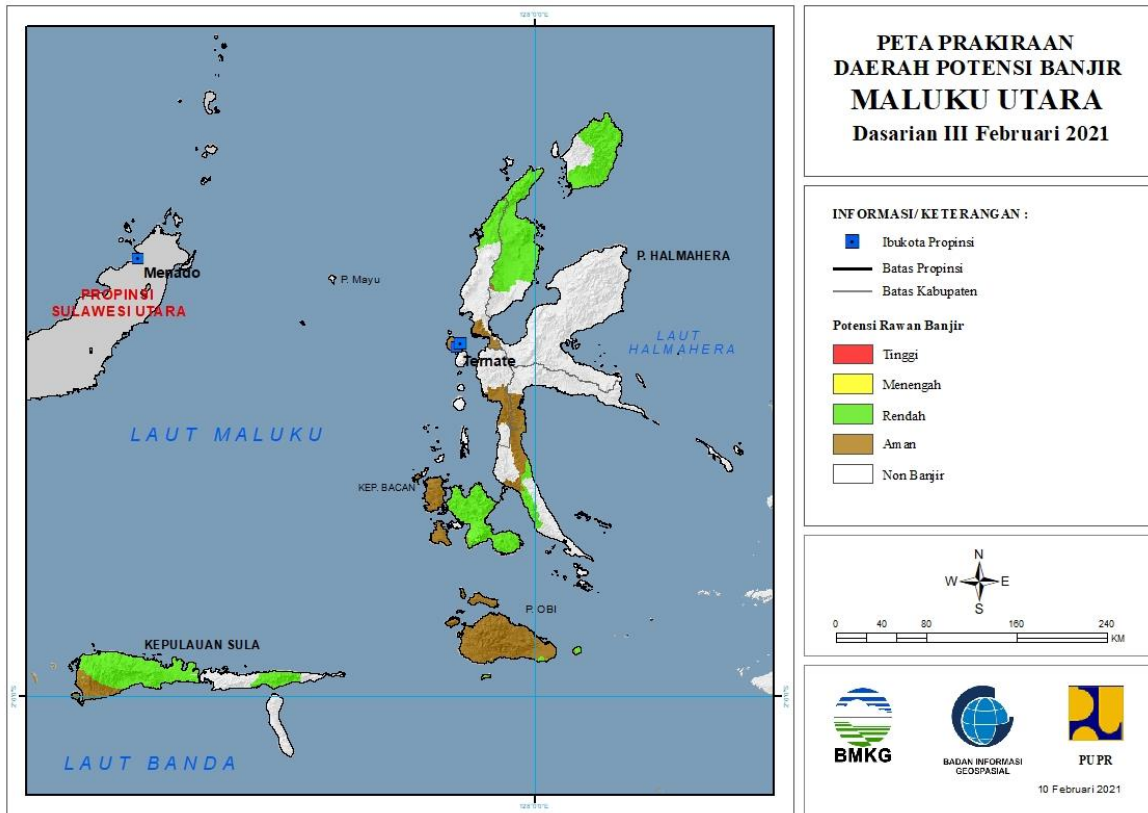 PETA PRAKIRAAN
DAERAH POTENSI BANJIR
MALUKU UTARA
Dasarian III Februari 2021
INFORMASI/ KETERANGAN :
Ibukota Propinsi
Batas Propinsi
Batas Kabupaten
Potensi Rawan Banjir
Tinggi
Menengah
Rendah
Aman
Non Banjir
N
W E
S
0 40 80 160 240
KM
BMKG
BADAN INFORMASI
GEOSPASIAL
PUPR
10 Februari 2021
Menado
PROPINSI
SULAWESI UTARA
P. Mayu
P. HALMAHERA
LAUT
HALMAHERA
Ternate
LAUT MALUKU
KEP. BACAN
P. OBI
KEPULAUAN SULA
LAUT BANDA